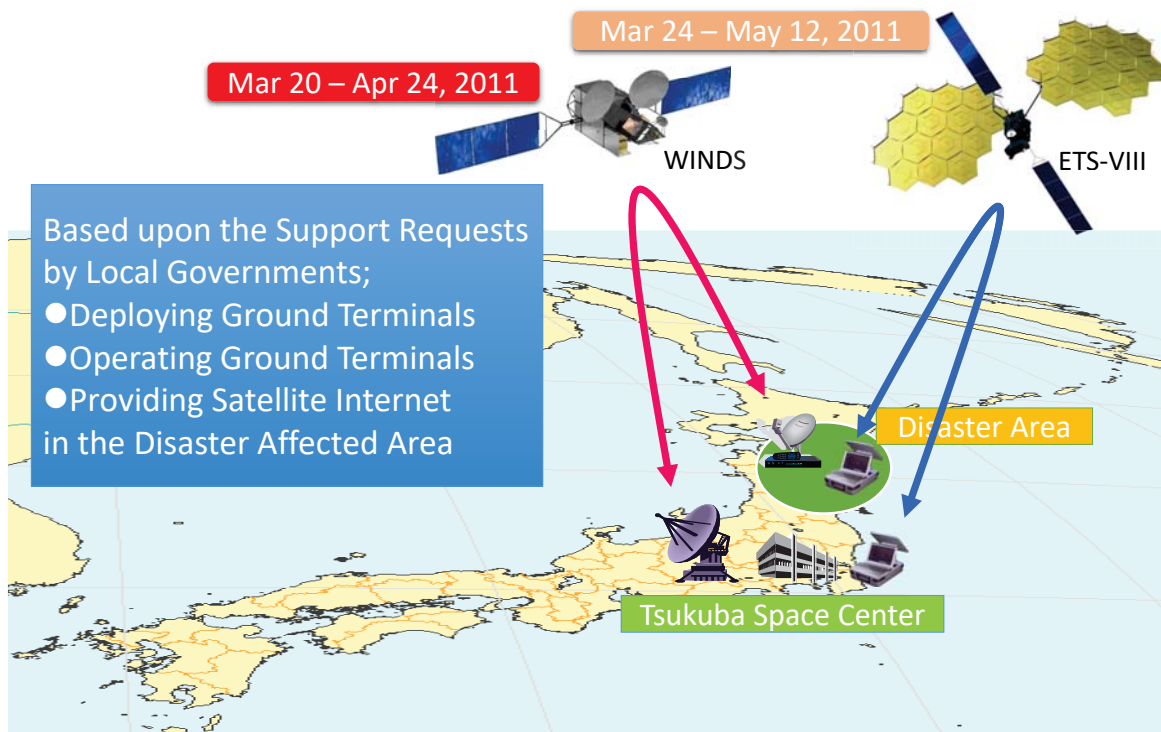 Mar 24 – May 12, 2011
Mar 20 – Apr 24, 2011
WINDS
ETS-VIII
Based upon the Support Requests
by Local Governments;
●Deploying Ground Terminals
●Operating Ground Terminals
●Providing Satellite Internet
in the Disaster Affected Area
Disaster Area
Tsukuba Space Center